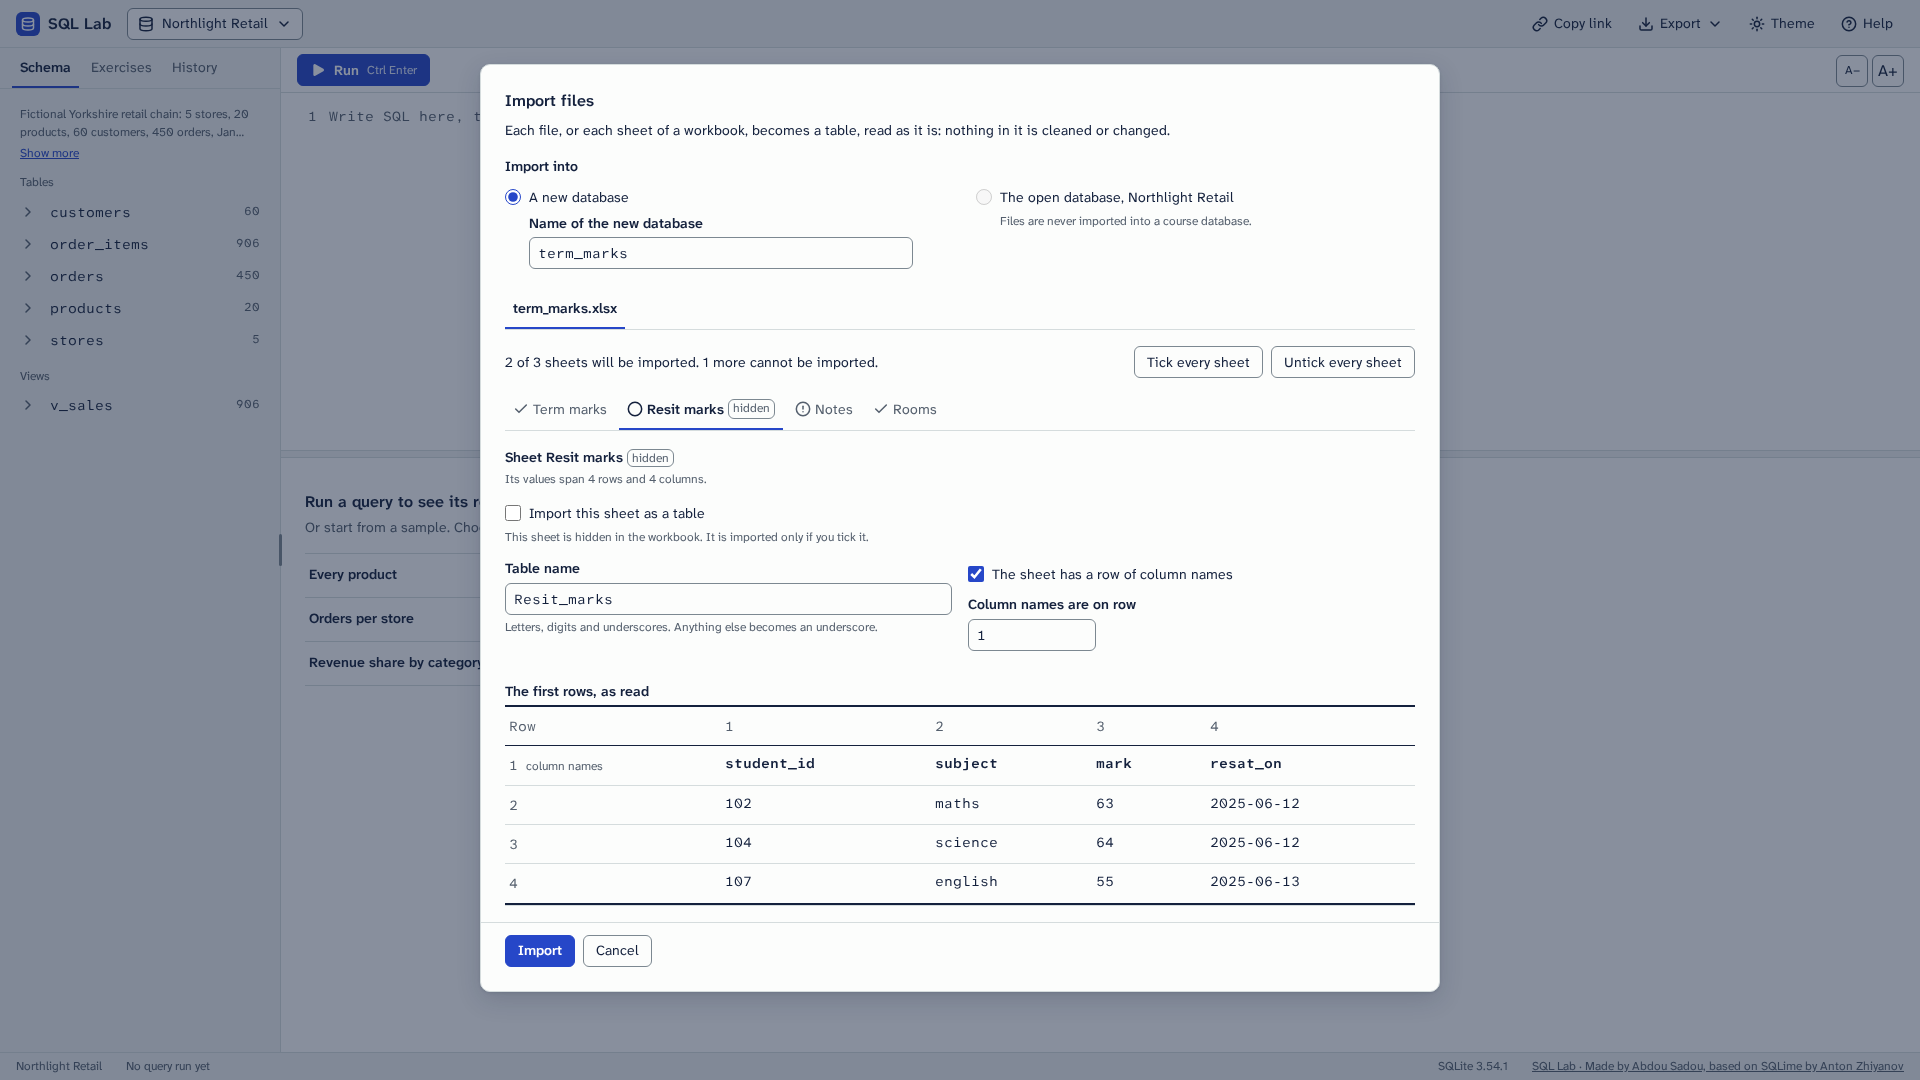 SQL Lab
Northlight Retail
Copy link
Export
Theme
Help
Schema
Exercises
History
Run Ctrl Enter
A−
A+
Fictional Yorkshire retail chain: 5 stores, 20
products, 60 customers, 450 orders, Jan…
Show more
Tables
customers 60
order_items 906
orders 450
products 20
stores 5
Views
v_sales 906
1 Write SQL here, t
Run a query to see its r
Or start from a sample. Cho
Every product
Orders per store
Revenue share by category
Import files
Each file, or each sheet of a workbook, becomes a table, read as it is: nothing in it is cleaned or changed.
Import into
A new database
Name of the new database
term_marks
The open database, Northlight Retail
Files are never imported into a course database.
term_marks.xlsx
2 of 3 sheets will be imported. 1 more cannot be imported.
Tick every sheet
Untick every sheet
Term marks
Resit marks hidden
Notes
Rooms
Sheet Resit marks hidden
Its values span 4 rows and 4 columns.
Import this sheet as a table
This sheet is hidden in the workbook. It is imported only if you tick it.
Table name
Resit_marks
Letters, digits and underscores. Anything else becomes an underscore.
The sheet has a row of column names
Column names are on row
1
The first rows, as read
Row 1 2 3 4
1 column names student_id subject mark resat_on
2 102 maths 63 2025-06-12
3 104 science 64 2025-06-12
4 107 english 55 2025-06-13
Import
Cancel
Northlight Retail
No query run yet
SQLite 3.54.1
SQL Lab · Made by Abdou Sadou, based on SQLime by Anton Zhiyanov